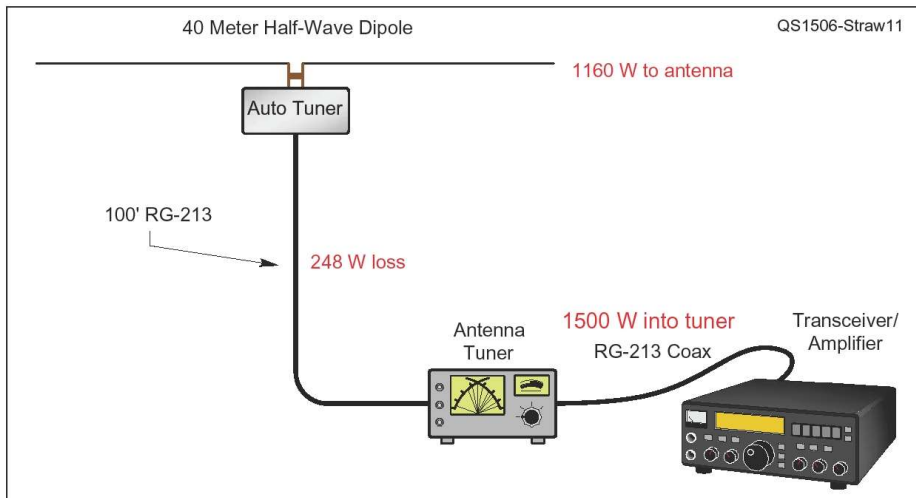 40 Meter Half-Wave Dipole
QS1506-Straw11
1160 W to antenna
Auto Tuner
100' RG-213
248 W loss
Antenna
Tuner
1500 W into tuner
RG-213 Coax
Transceiver/
Amplifier